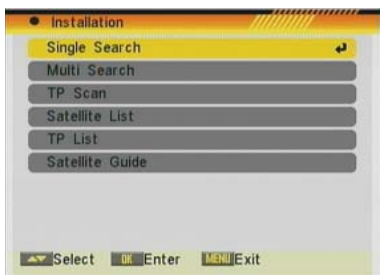 Installation
Single Search
Multi Search
TP Scan
Satellite List
TP List
Satellite Guide
Select OK Enter MENU Exit